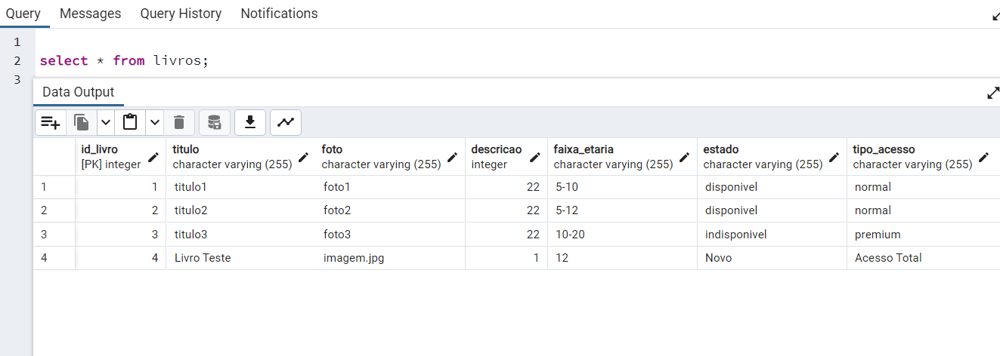 Query Messages Query History Notifications
1
2 select * from livros;
3
Data Output
id_livro titulo foto descricao faixa_etaria estado tipo_acesso
[PK] integer character varying (255) character varying (255) integer character varying (255) character varying (255) character varying (255)
1 1 titulo1 foto1 22 5-10 disponivel normal
2 2 titulo2 foto2 22 5-12 disponivel normal
3 3 titulo3 foto3 22 10-20 indisponivel premium
4 4 Livro Teste imagem.jpg 1 12 Novo Acesso Total